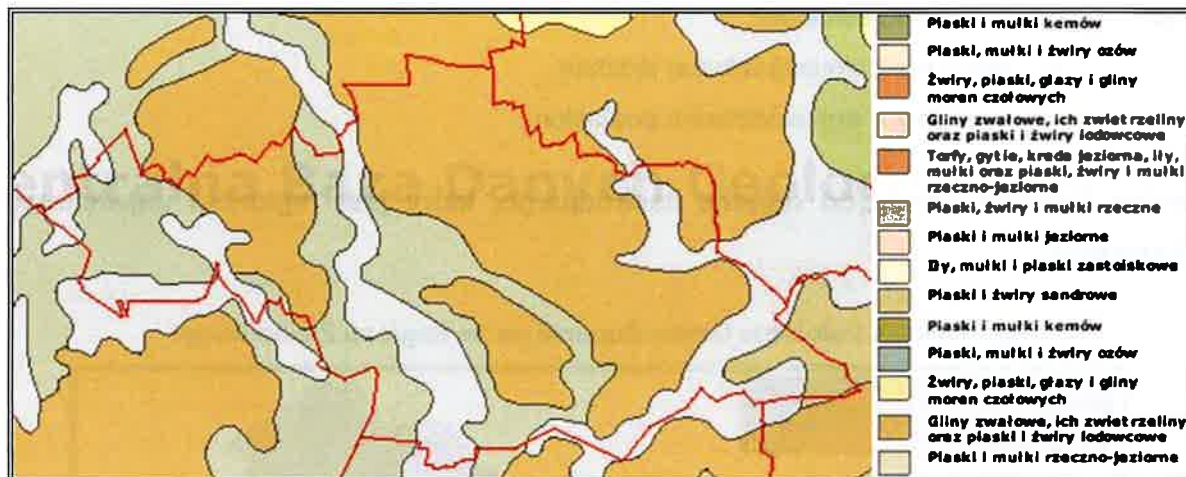 Piaski i mułki kemów
Piaski, mułki i żwiry ozów
Żwiry, piaski, głazy i gliny
moren czołowych
Gliny zwałowe, ich zwietrzeliny
oraz piaski i żwiry lodowcowe
Torfy, gytie, kreda jeziorna, iły,
mułki oraz piaski, żwiry i mułki
rzeczno-jeziorne
Piaski, żwiry i mułki rzeczne
Piaski i mułki jeziorne
Iły, mułki i piaski zastoiskowe
Piaski i żwiry sandrowe
Piaski i mułki kemów
Piaski, mułki i żwiry ozów
Żwiry, piaski, głazy i gliny
moren czołowych
Gliny zwałowe, ich zwietrzeliny
oraz piaski i żwiry lodowcowe
Piaski i mułki rzeczno-jeziorne